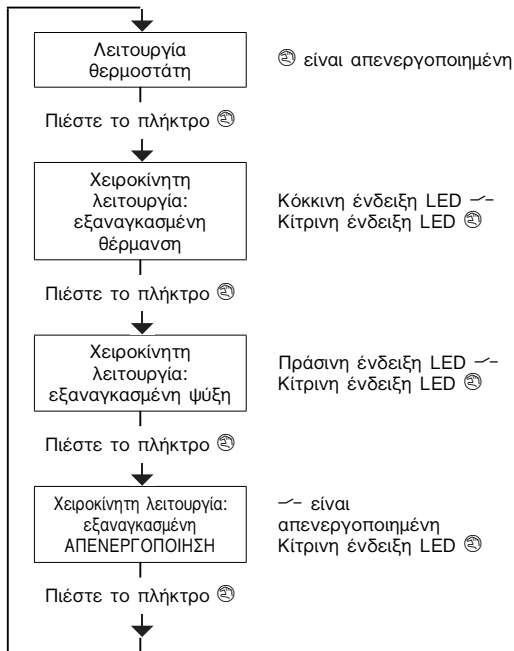 Λειτουργία
θερμοστάτη
είναι απενεργοποιημένη
Πιέστε το πλήκτρο
Χειροκίνητη
λειτουργία:
εξαναγκασμένη
θέρμανση
Κόκκινη ένδειξη LED
Κίτρινη ένδειξη LED
Πιέστε το πλήκτρο
Χειροκίνητη
λειτουργία:
εξαναγκασμένη ψύξη
Πράσινη ένδειξη LED
Κίτρινη ένδειξη LED
Πιέστε το πλήκτρο
Χειροκίνητη λειτουργία:
εξαναγκασμένη
ΑΠΕΝΕΡΓΟΠΟΙΗΣΗ
είναι
απενεργοποιημένη
Κίτρινη ένδειξη LED
Πιέστε το πλήκτρο